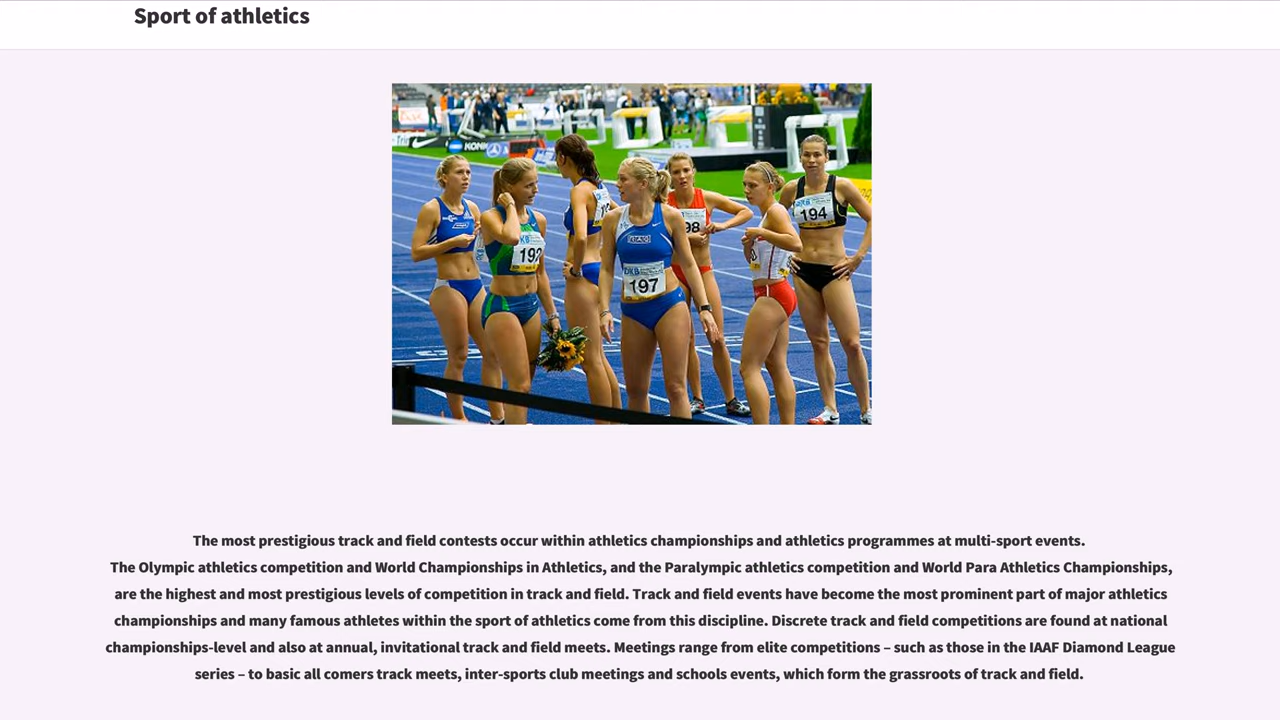 Sport of athletics
KONI
192
197
98
194
The most prestigious track and field contests occur within athletics championships and athletics programmes at multi-sport events.
The Olympic athletics competition and World Championships in Athletics, and the Paralympic athletics competition and World Para Athletics Championships,
are the highest and most prestigious levels of competition in track and field. Track and field events have become the most prominent part of major athletics
championships and many famous athletes within the sport of athletics come from this discipline. Discrete track and field competitions are found at national
championships-level and also at annual, invitational track and field meets. Meetings range from elite competitions – such as those in the IAAF Diamond League
series – to basic all comers track meets, inter-sports club meetings and schools events, which form the grassroots of track and field.